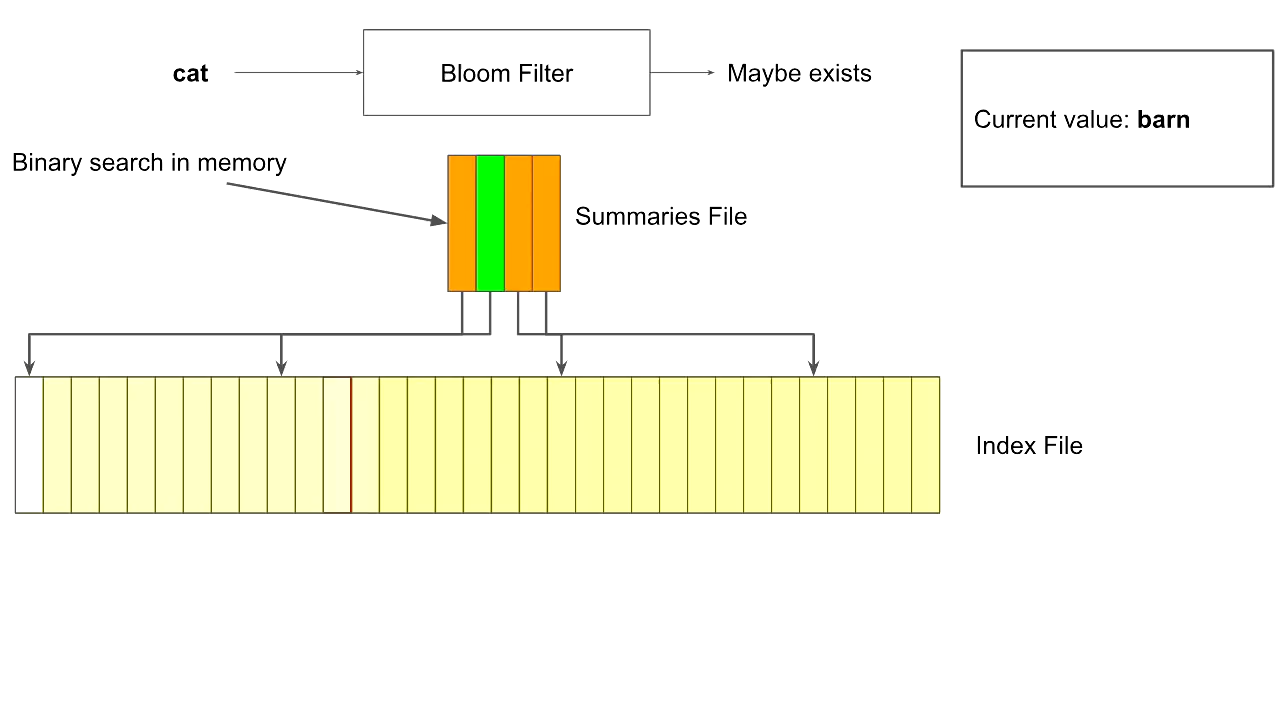 cat
Bloom Filter
Maybe exists
Current value: barn
Binary search in memory
Summaries File
Index File